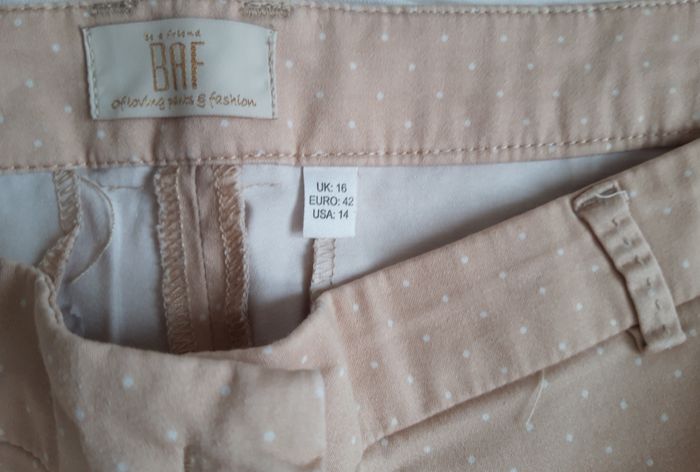 BAF
of loving pants & fashion
UK: 16
EURO: 42
USA: 14